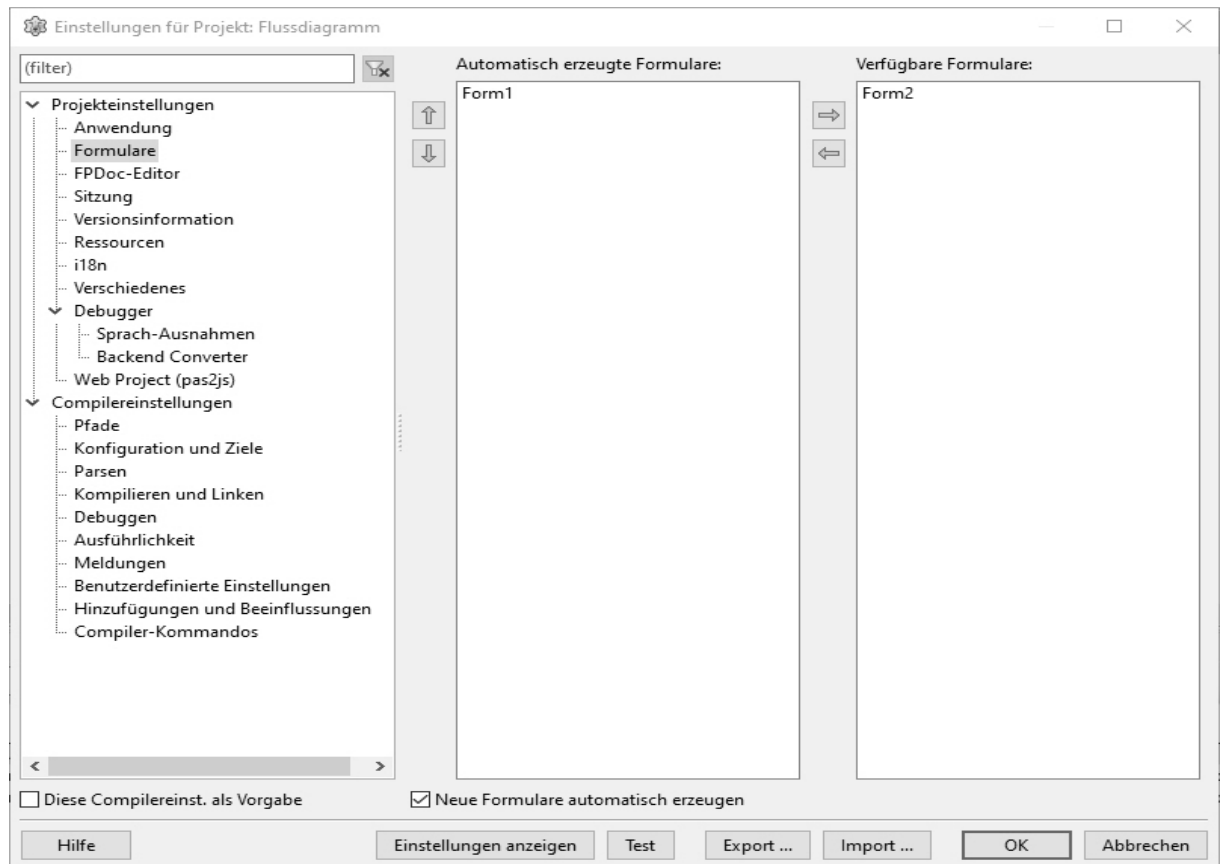 Einstellungen für Projekt: Flussdiagramm
(filter)
Projekteinstellungen
Anwendung
Formulare
FPDoc-Editor
Sitzung
Versionsinformation
Ressourcen
i18n
Verschiedenes
Debugger
Sprach-Ausnahmen
Backend Converter
Web Project (pas2js)
Compilereinstellungen
Pfade
Konfiguration und Ziele
Parsen
Kompilieren und Linken
Debuggen
Ausführlichkeit
Meldungen
Benutzerdefinierte Einstellungen
Hinzufügungen und Beeinflussungen
Compiler-Kommandos
Automatisch erzeugte Formulare:
Form1
Verfügbare Formulare:
Form2
Diese Compilereinst. als Vorgabe
Neue Formulare automatisch erzeugen
Hilfe
Einstellungen anzeigen
Test
Export ...
Import ...
OK
Abbrechen